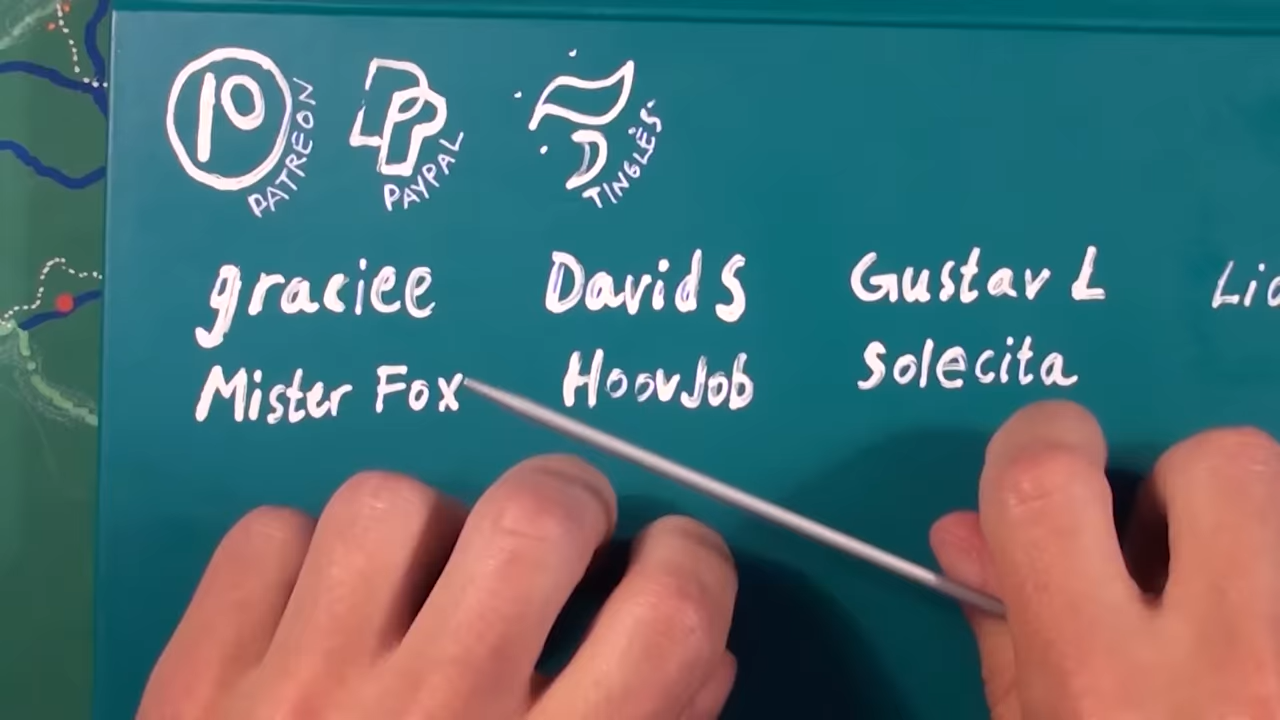 PATREON PAYPAL TINGLES
graciee David S Gustav L
Mister Fox HoovJob Solecita